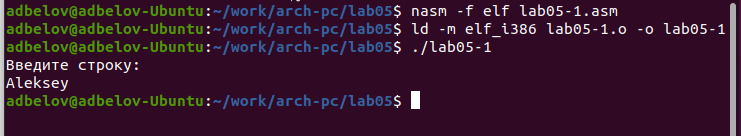 adbelov@adbelov-Ubuntu:~/work/arch-pc/lab05$ nasm -f elf lab05-1.asm
adbelov@adbelov-Ubuntu:~/work/arch-pc/lab05$ ld -m elf_i386 lab05-1.o -o lab05-1
adbelov@adbelov-Ubuntu:~/work/arch-pc/lab05$ ./lab05-1
Введите строку:
Aleksey
adbelov@adbelov-Ubuntu:~/work/arch-pc/lab05$